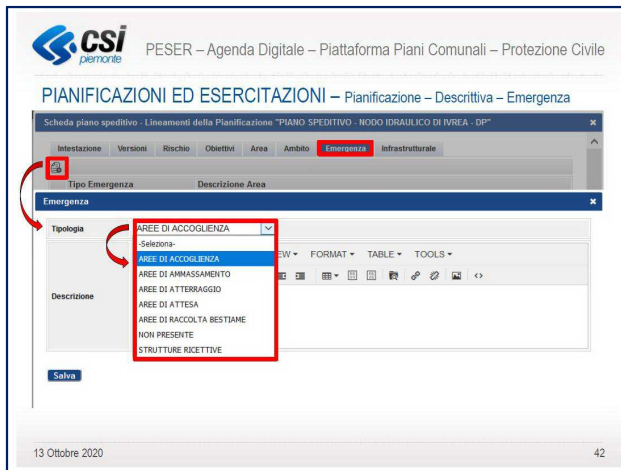 CSI piemonte
PESER – Agenda Digitale – Piattaforma Piani Comunali – Protezione Civile
PIANIFICAZIONI ED ESERCITAZIONI – Pianificazione – Descrittiva – Emergenza
Scheda piano speditivo - Lineamenti della Pianificazione "PIANO SPEDITIVO - NODO IDRAULICO DI IVREA - DP"
Intestazione Versioni Rischio Obiettivi Area Ambito Emergenza Infrastrutturale
Tipo Emergenza Descrizione Area
Emergenza
Tipologia AREE DI ACCOGLIENZA
-Seleziona-
AREE DI ACCOGLIENZA
EW FORMAT TABLE TOOLS
AREE DI AMMASSAMENTO
AREE DI ATTERRAGGIO
Descrizione AREE DI ATTESA
AREE DI RACCOLTA BESTIAME
NON PRESENTE
STRUTTURE RICETTIVE
Salva
13 Ottobre 2020 42